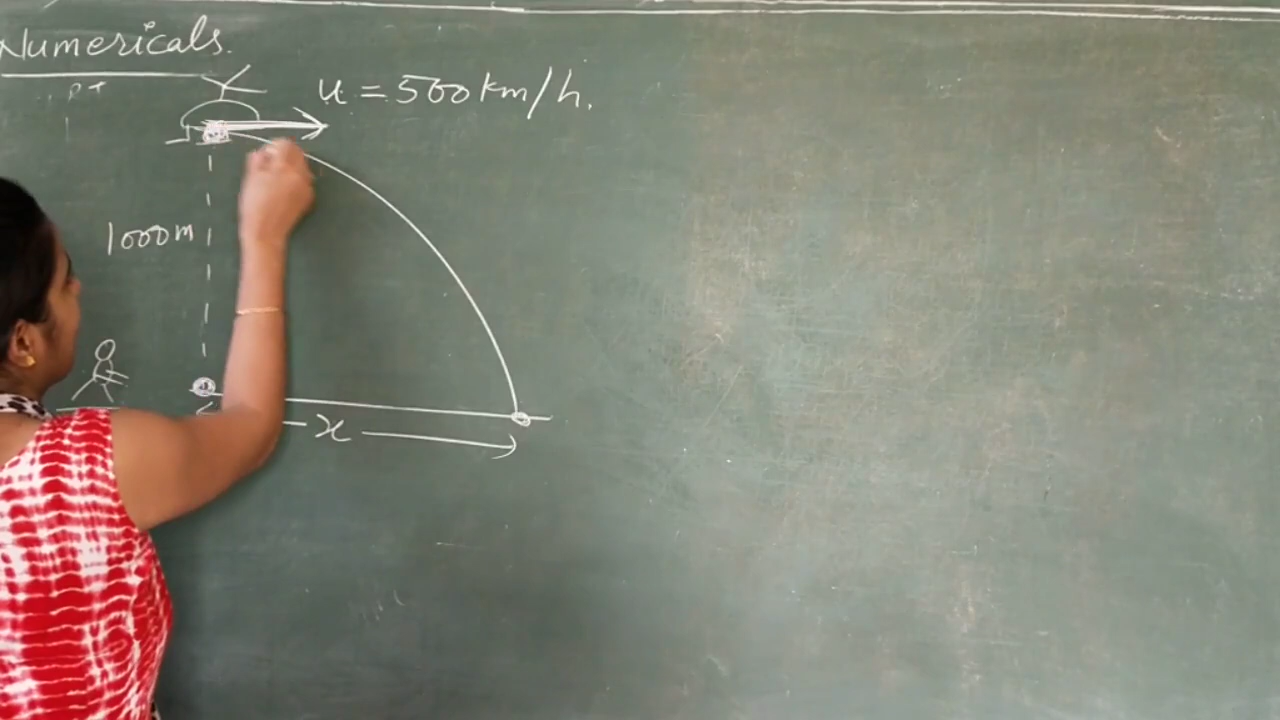 Numericals.
u = 500 km/h.
1000m
x